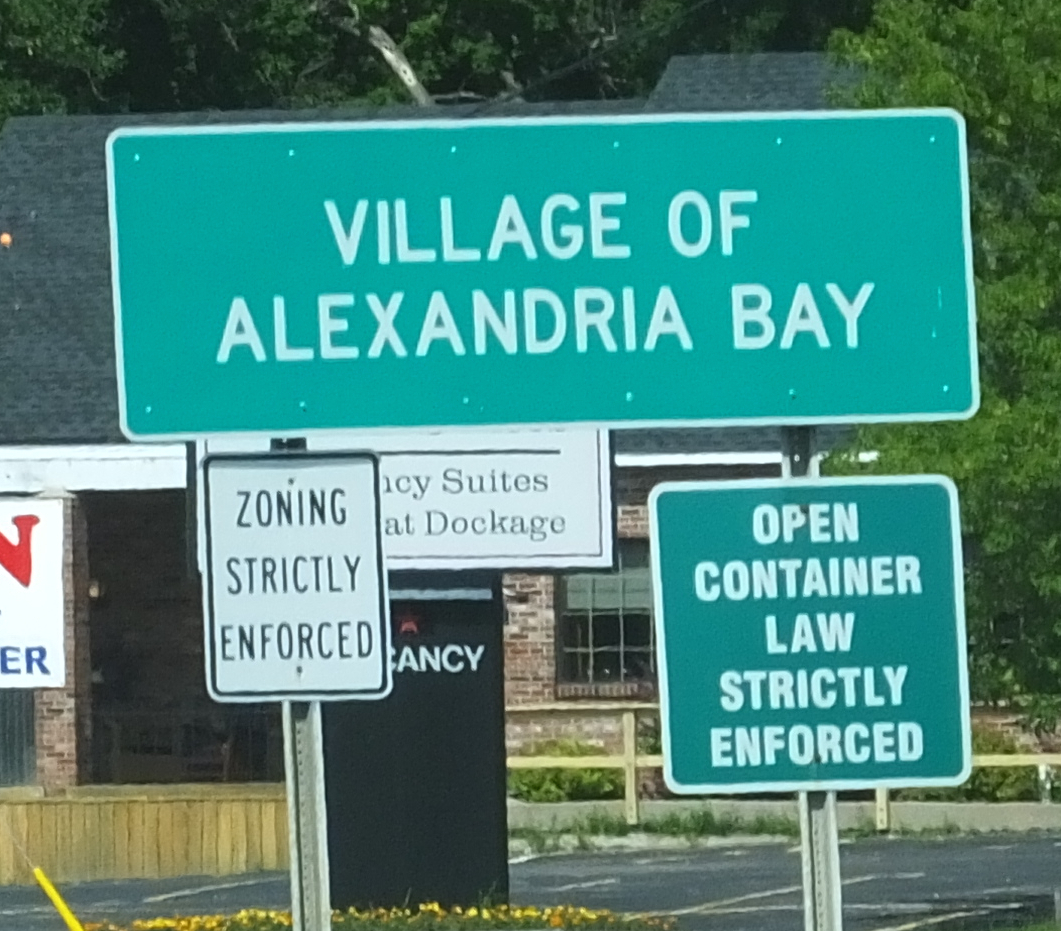 VILLAGE OF
ALEXANDRIA BAY
ZONING
STRICTLY
ENFORCED
Suites
Dockage
OPEN
CONTAINER
LAW
STRICTLY
ENFORCED